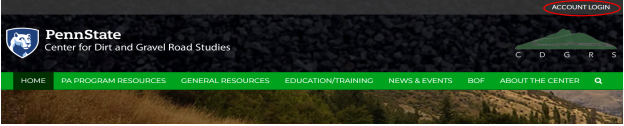 ACCOUNT LOGIN
PennState
Center for Dirt and Gravel Road Studies
C D G R S
HOME PA PROGRAM RESOURCES GENERAL RESOURCES EDUCATION/TRAINING NEWS & EVENTS BOF ABOUT THE CENTER